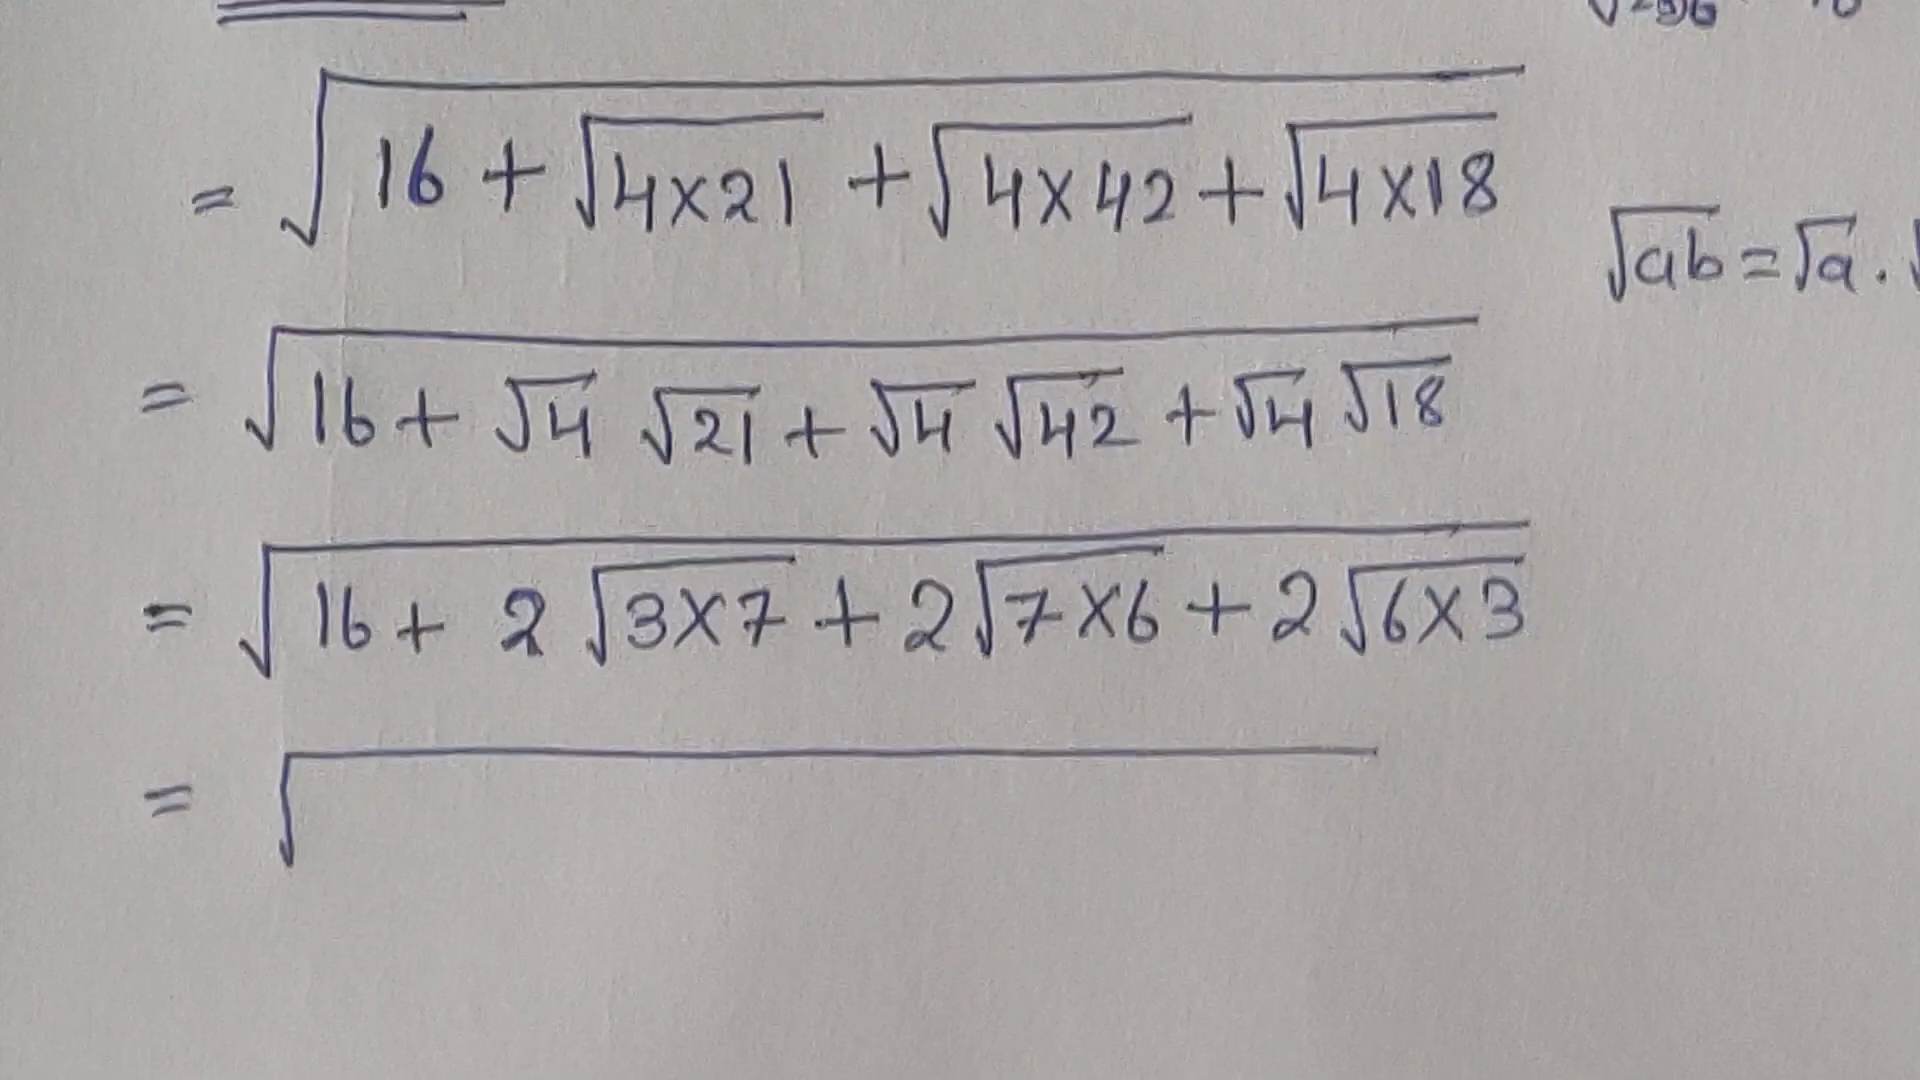 = √(16 + √(4×21) + √(4×42) + √(4×18))
√ab = √a .
= √(16 + √4 √21 + √4 √42 + √4 √18)
= √(16 + 2 √(3×7) + 2√(7×6) + 2√(6×3))
= √